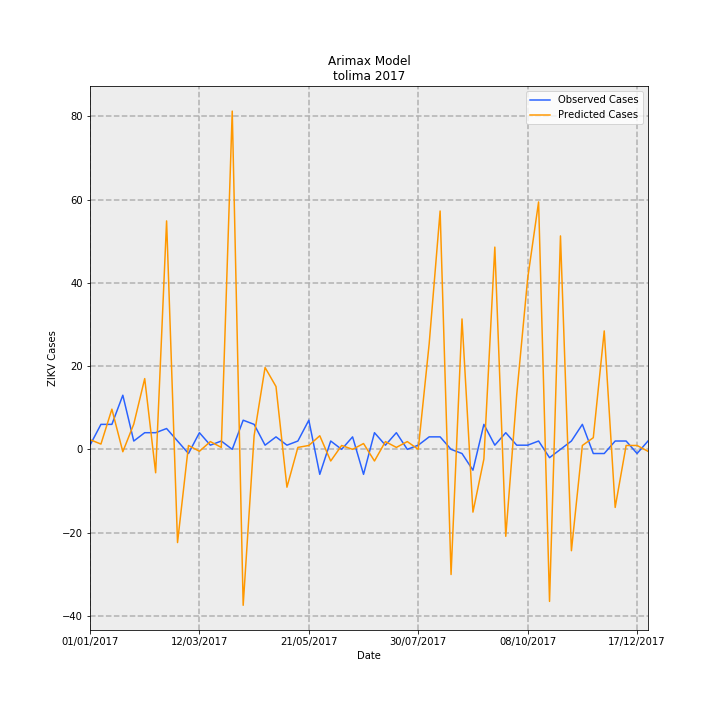 Arimax Model
tolima 2017
Observed Cases
Predicted Cases
80
60
40
20
0
−20
−40
ZIKV Cases
01/01/2017 12/03/2017 21/05/2017 30/07/2017 08/10/2017 17/12/2017
Date